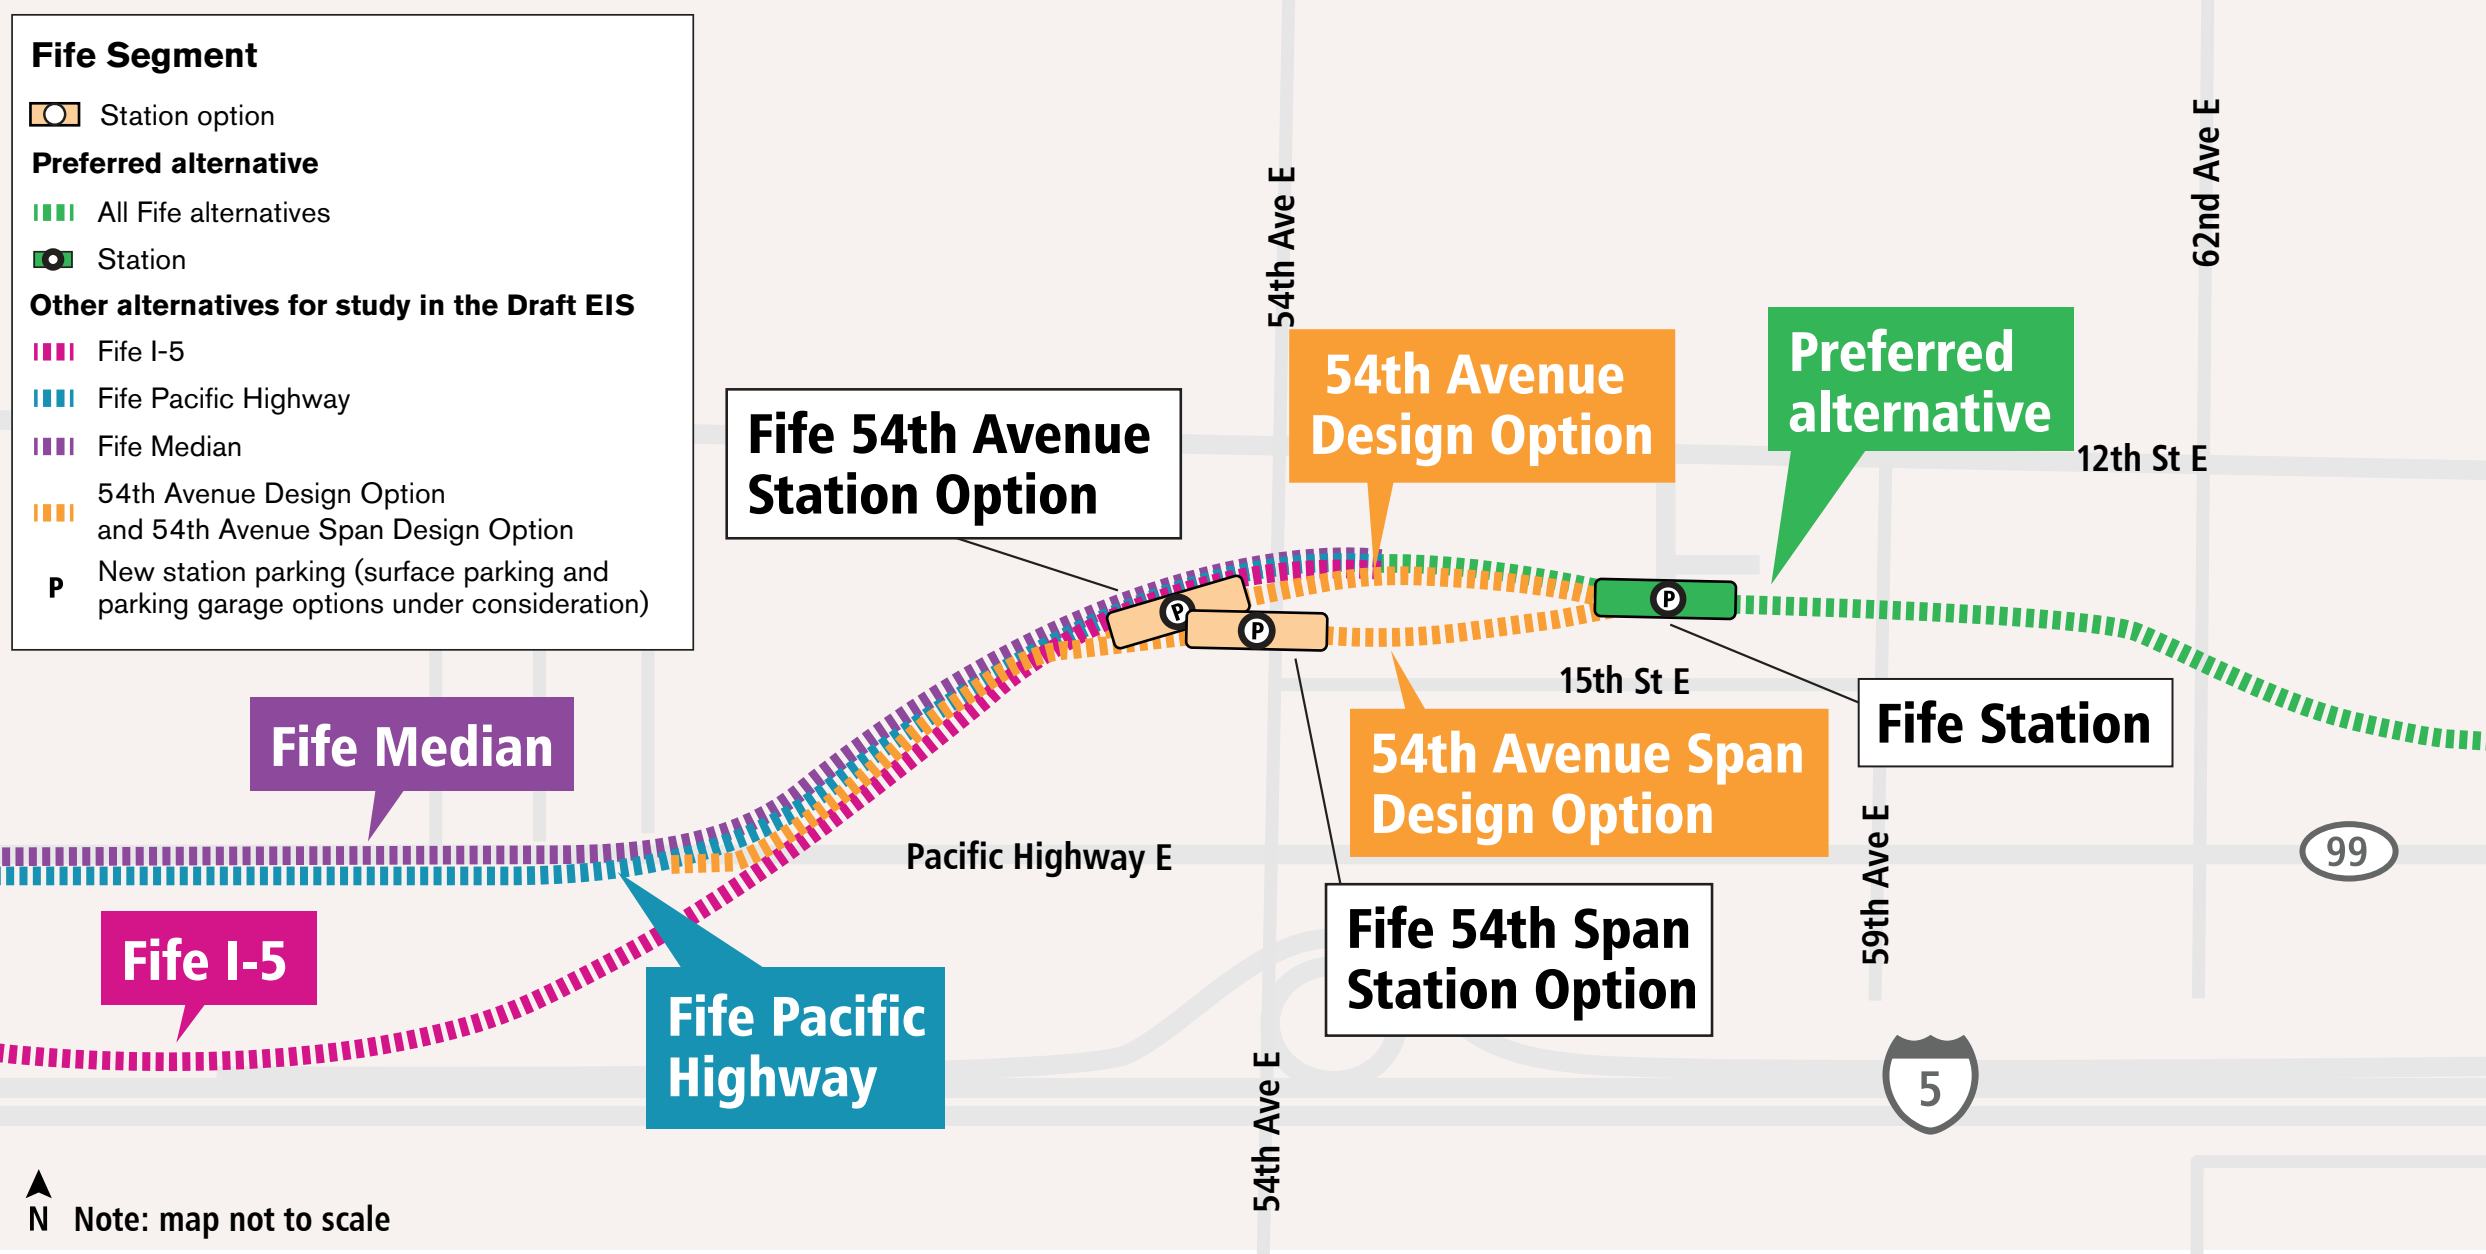 Fife Segment
Station option
Preferred alternative
All Fife alternatives
Station
Other alternatives for study in the Draft EIS
Fife I-5
Fife Pacific Highway
Fife Median
54th Avenue Design Option
and 54th Avenue Span Design Option
P
New station parking (surface parking and
parking garage options under consideration)
54th Ave E
62nd Ave E
Fife 54th Avenue
Station Option
54th Avenue
Design Option
Preferred
alternative
12th St E
P
P
P
15th St E
Fife Station
Fife Median
54th Avenue Span
Design Option
Pacific Highway E
59th Ave E
99
Fife I-5
Fife Pacific
Highway
Fife 54th Span
Station Option
54th Ave E
5
N
Note: map not to scale